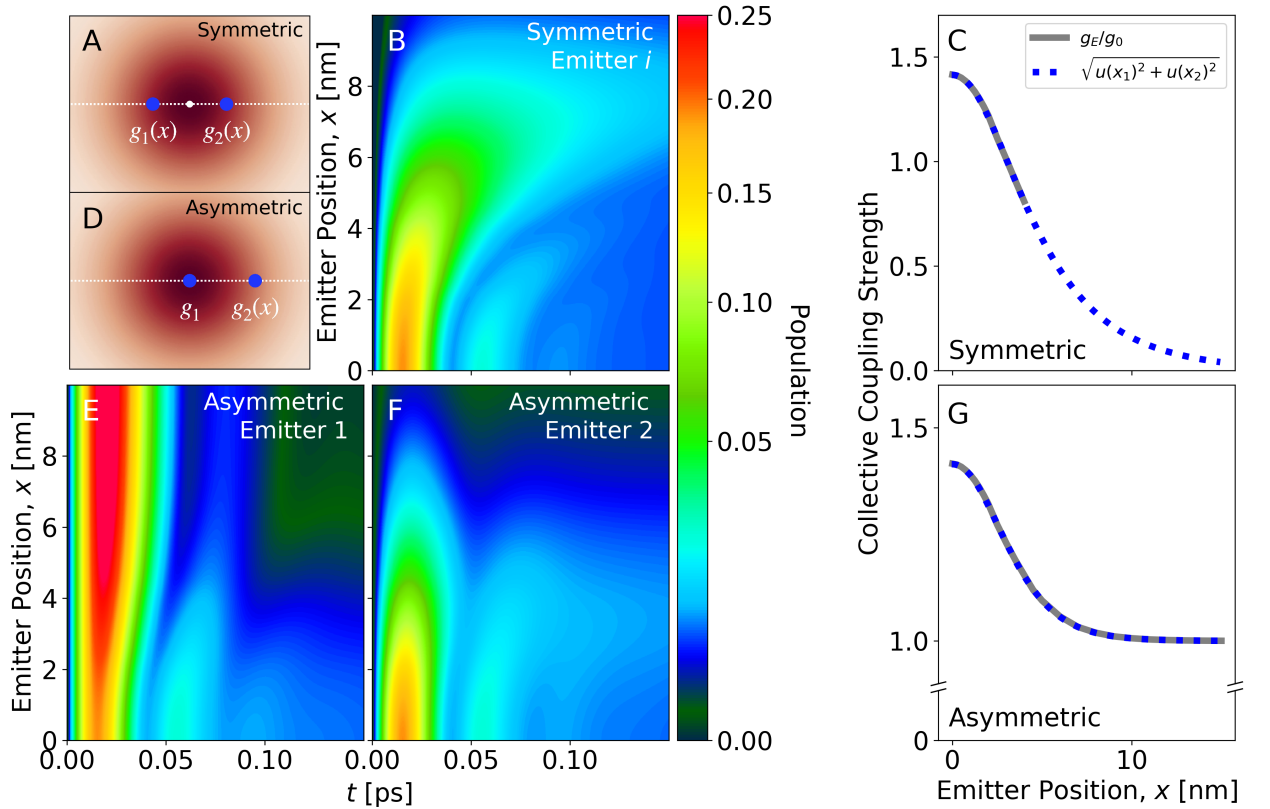 A
Symmetric
g₁(x)
g₂(x)
D
Asymmetric
g₁
g₂(x)
B
Symmetric
Emitter i
Emitter Position, x [nm]
8
6
4
2
0
0.25
0.20
0.15
0.10
0.05
0.00
Population
E
Asymmetric
Emitter 1
Emitter Position, x [nm]
8
6
4
2
0
0.00
0.05
0.10
F
Asymmetric
Emitter 2
0.00
0.05
0.10
t [ps]
C
g_E/g₀
√u(x₁)² + u(x₂)²
1.5
1.0
0.5
0.0
Symmetric
Collective Coupling Strength
G
1.5
1.0
0
Asymmetric
0
10
Emitter Position, x [nm]